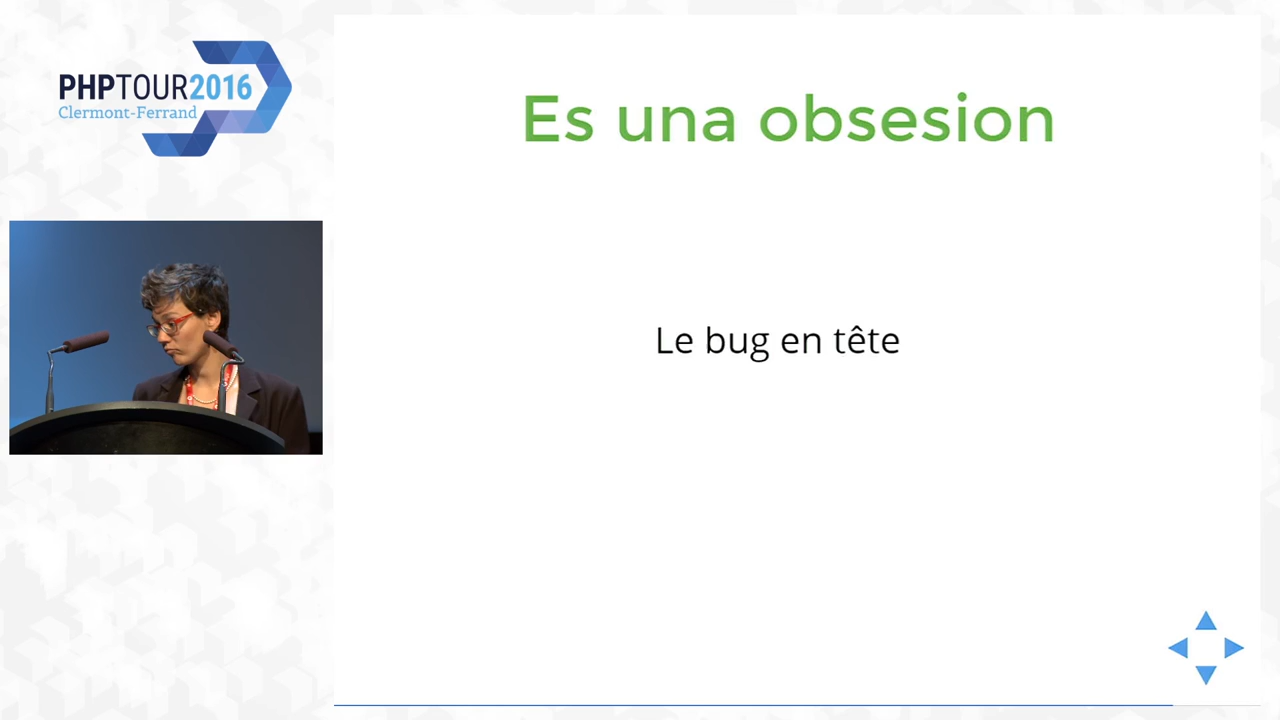 PHPTOUR2016
Clermont-Ferrand
Es una obsesion
Le bug en tête